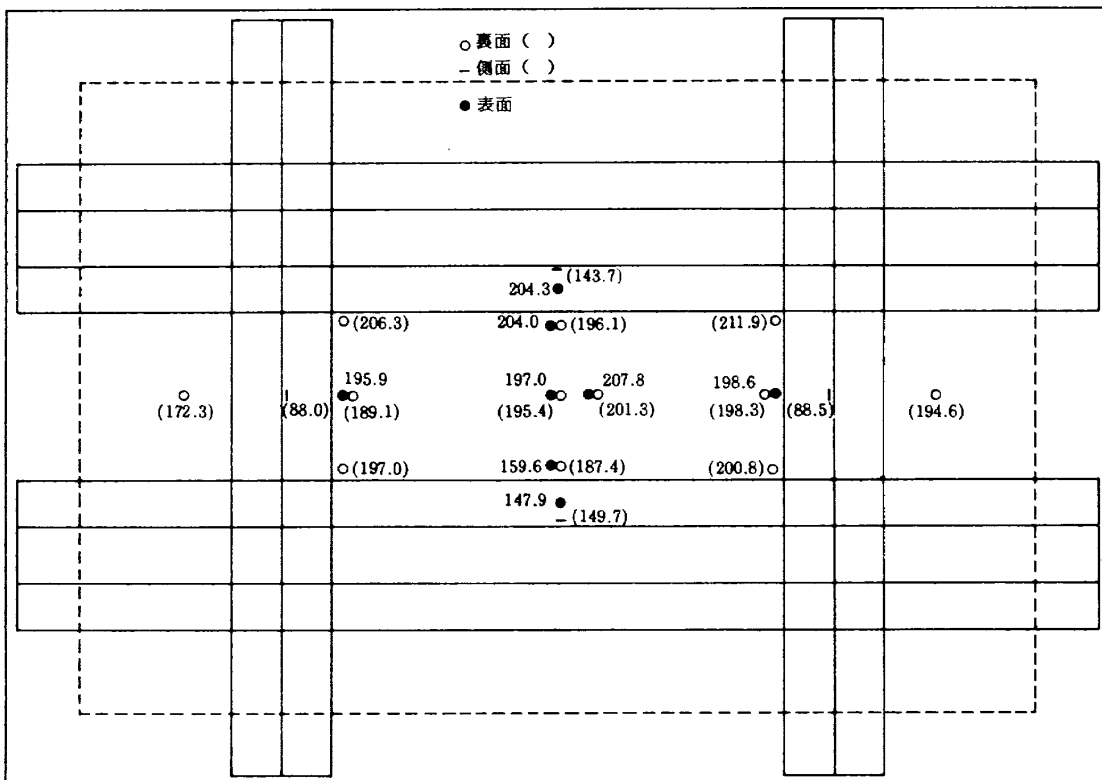 ○ 裏面 ( )
– 側面 ( )
● 表面
(143.7)
204.3
(206.3) 204.0 (196.1) (211.9)
195.9 197.0 207.8 198.6
(172.3) (88.0) (189.1) (195.4) (201.3) (198.3) (88.5) (194.6)
(197.0) 159.6 (187.4) (200.8)
147.9
(149.7)